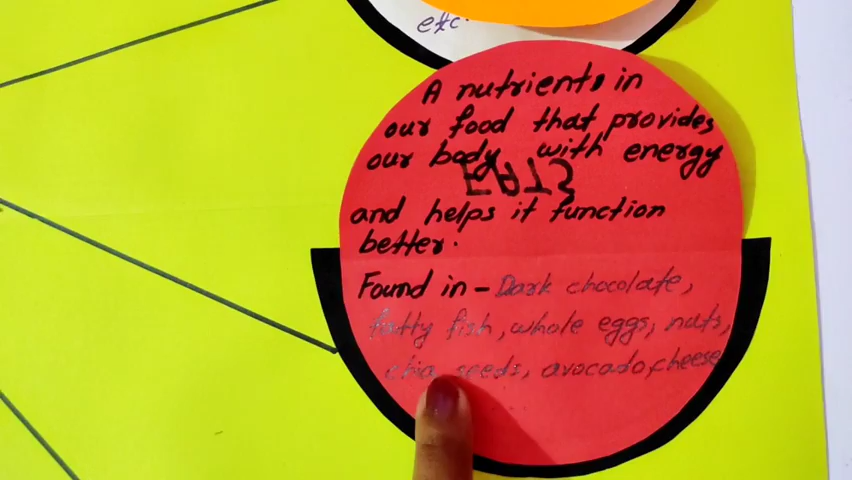 etc.
A nutrients in
our food that provides
our body with energy
FATS
and helps it function
better.
Found in - Dark chocolate,
fatty fish, whole eggs, nuts,
chia seeds, avocado, cheese